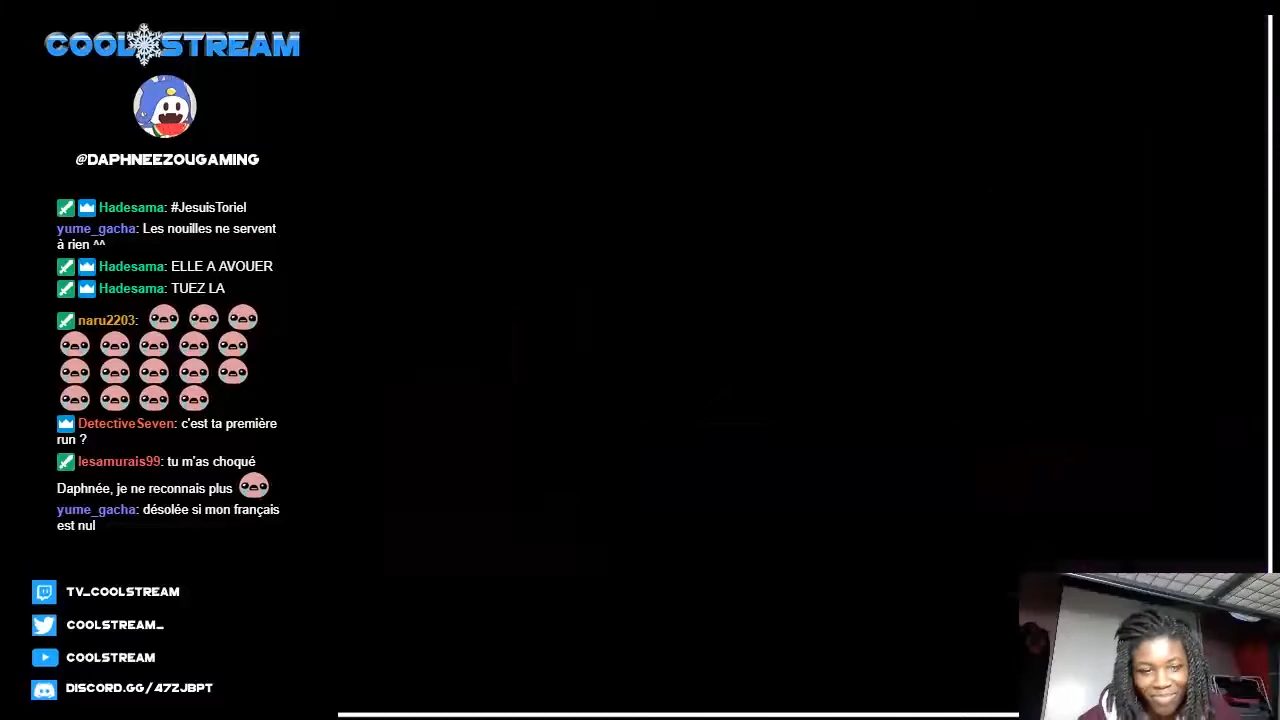 COOL STREAM
@DAPHNEEZOUGAMING
Hadesama: #JesuisToriel
yume_gacha: Les nouilles ne servent
à rien ^^
Hadesama: ELLE A AVOUER
Hadesama: TUEZ LA
naru2203:
DetectiveSeven: c'est ta première
run ?
lesamurais99: tu m'as choqué
Daphnée, je ne reconnais plus
yume_gacha: désolée si mon français
est nul
TV_COOLSTREAM
COOLSTREAM_
COOLSTREAM
DISCORD.GG/47ZJBPT